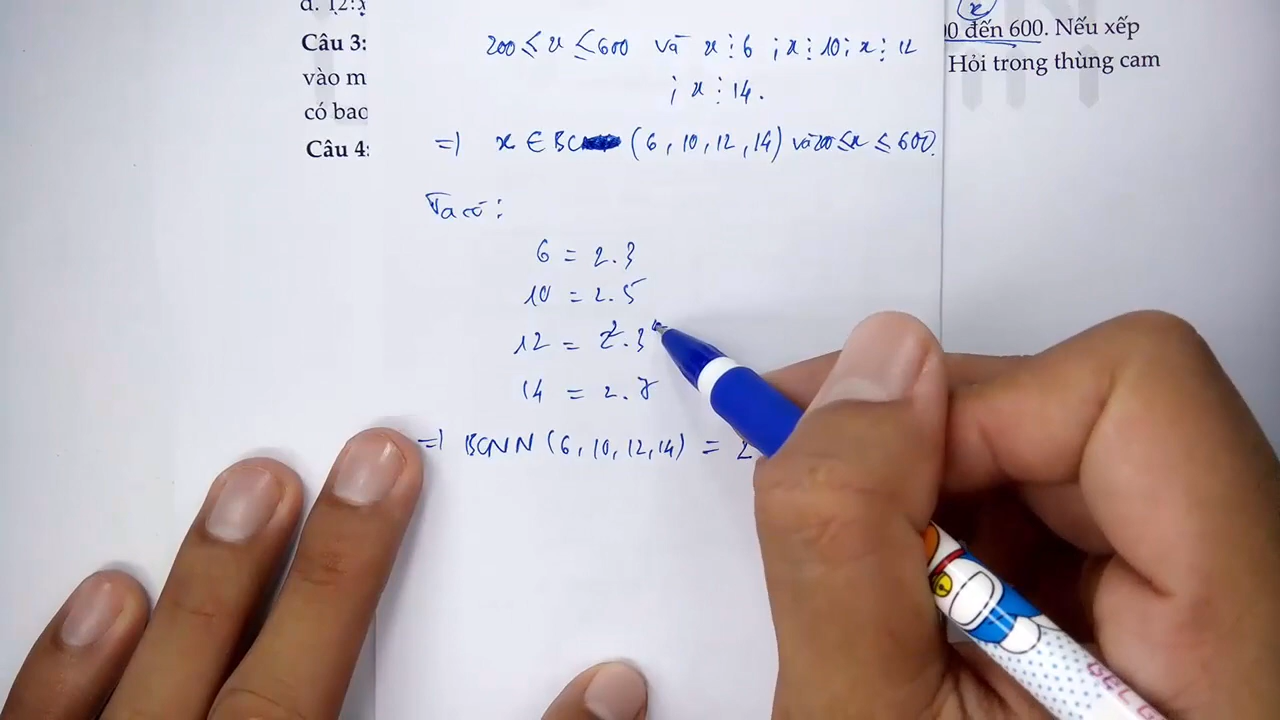 d. 12:
Câu 3:
vào m
có bao
Câu 4:
x
00 đến 600. Nếu xếp
Hỏi trong thùng cam
200 ≤ x ≤ 600 và x ⋮ 6 ; x ⋮ 10 ; x ⋮ 12
; x ⋮ 14.
=> x ∈ BC (6, 10, 12, 14) và 200 ≤ x ≤ 600.
Ta có :
6 = 2.3
10 = 2.5
12 = 2².3
14 = 2.7
=> BCNN (6, 10, 12, 14) = 2